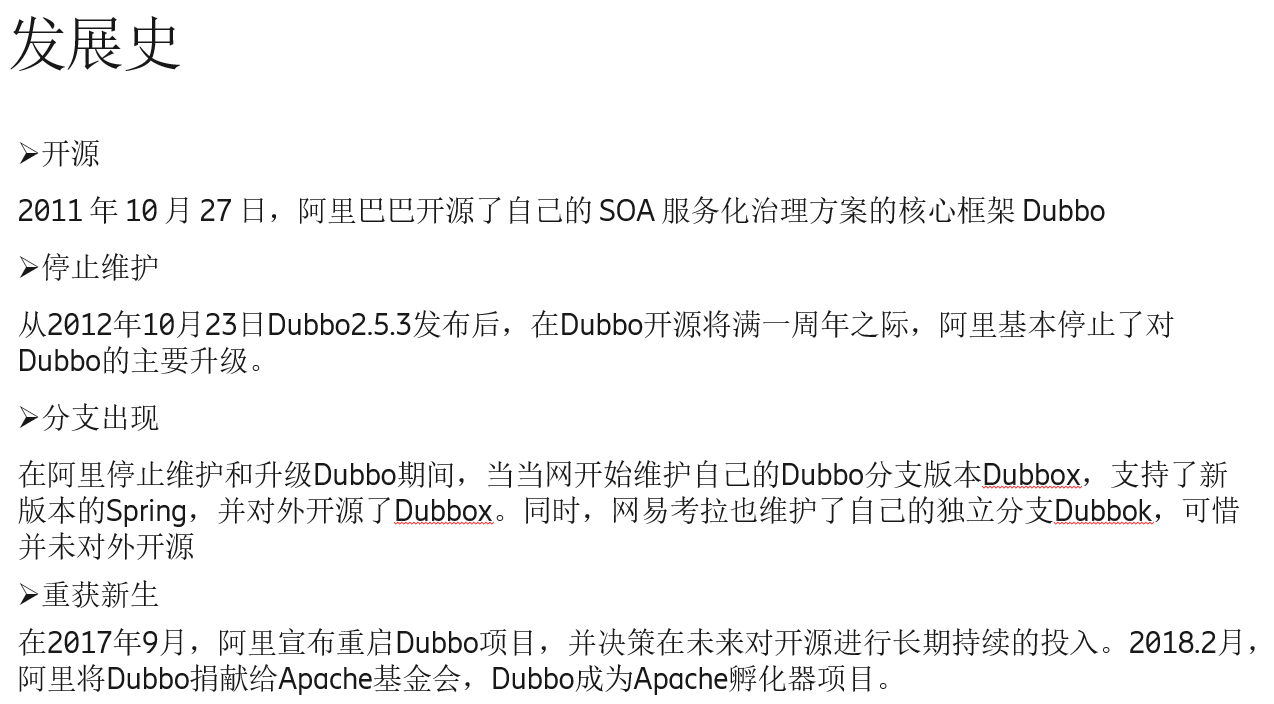 发展史
➢开源
2011 年 10 月 27 日，阿里巴巴开源了自己的 SOA 服务化治理方案的核心框架 Dubbo
➢停止维护
从2012年10月23日Dubbo2.5.3发布后，在Dubbo开源将满一周年之际，阿里基本停止了对
Dubbo的主要升级。
➢分支出现
在阿里停止维护和升级Dubbo期间，当当网开始维护自己的Dubbo分支版本Dubbox，支持了新
版本的Spring，并对外开源了Dubbox。同时，网易考拉也维护了自己的独立分支Dubbok，可惜
并未对外开源
➢重获新生
在2017年9月，阿里宣布重启Dubbo项目，并决策在未来对开源进行长期持续的投入。2018.2月，
阿里将Dubbo捐献给Apache基金会，Dubbo成为Apache孵化器项目。